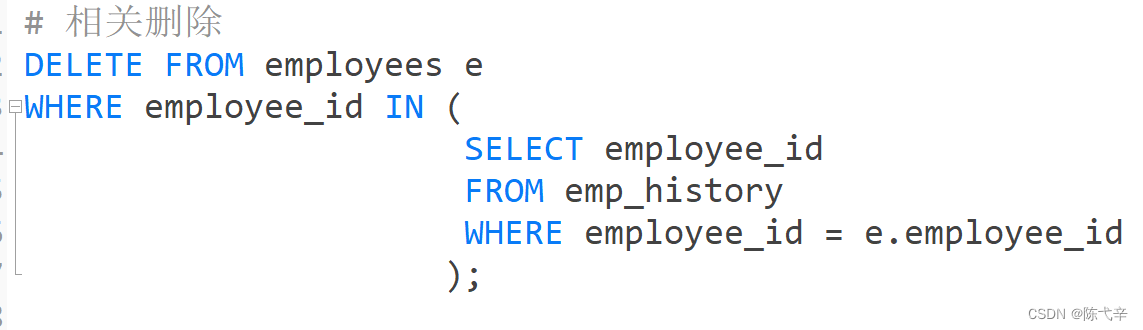 # 相关删除
DELETE FROM employees e
WHERE employee_id IN (
SELECT employee_id
FROM emp_history
WHERE employee_id = e.employee_id
);
CSDN @陈弋辛